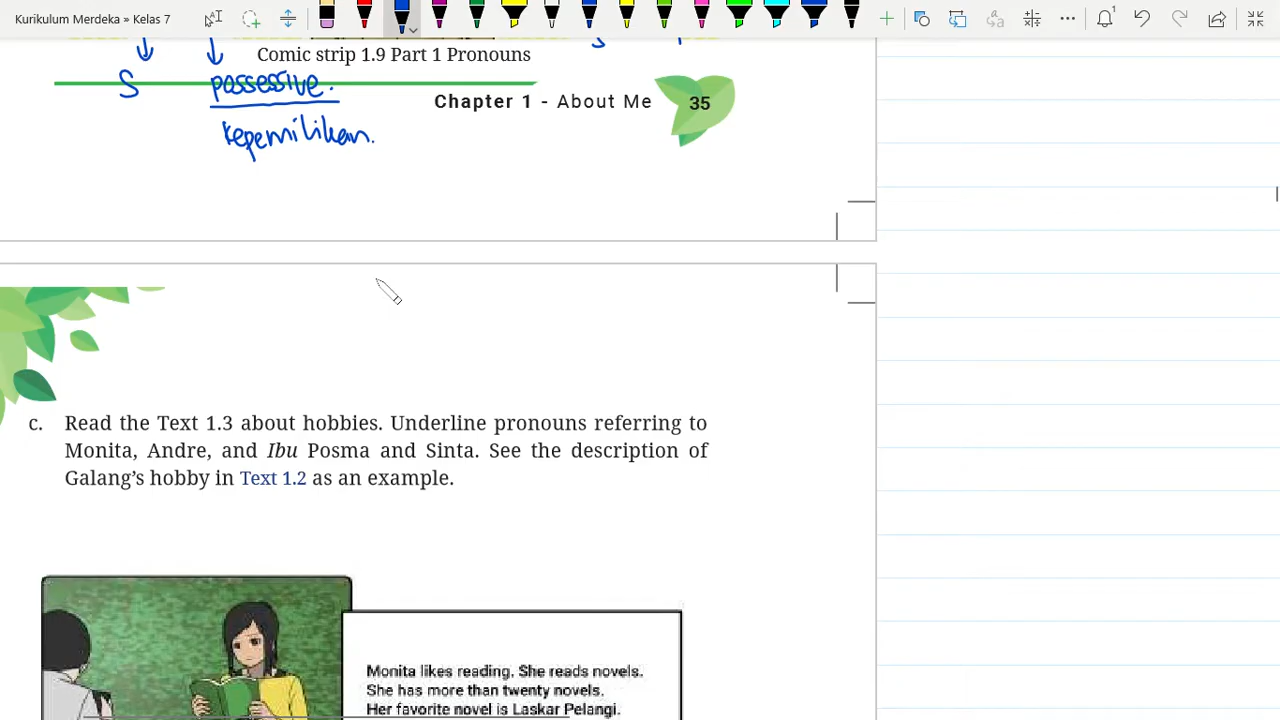 Kurikulum Merdeka » Kelas 7
Comic strip 1.9 Part 1 Pronouns
S possessive.
Chapter 1 - About Me 35
kepemilikan.
c. Read the Text 1.3 about hobbies. Underline pronouns referring to
Monita, Andre, and Ibu Posma and Sinta. See the description of
Galang's hobby in Text 1.2 as an example.
Monita likes reading. She reads novels.
She has more than twenty novels.
Her favorite novel is Laskar Pelangi.